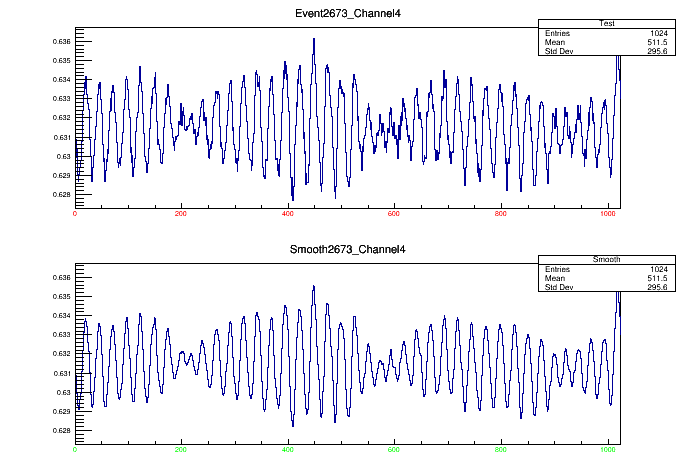 Event2673_Channel4
Test
Entries 1024
Mean 511.5
Std Dev 295.6
0.636
0.635
0.634
0.633
0.632
0.631
0.63
0.629
0.628
0 200 400 600 800 1000
Smooth2673_Channel4
Smooth
Entries 1024
Mean 511.5
Std Dev 295.6
0.636
0.635
0.634
0.633
0.632
0.631
0.63
0.629
0.628
0 200 400 600 800 1000